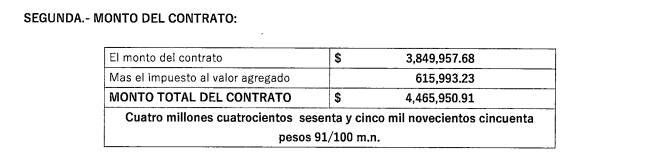 SEGUNDA.- MONTO DEL CONTRATO:
El monto del contrato $ 3,849,957.68
Mas el impuesto al valor agregado 615,993.23
MONTO TOTAL DEL CONTRATO $ 4,465,950.91
Cuatro millones cuatrocientos sesenta y cinco mil novecientos cincuenta
pesos 91/100 m.n.